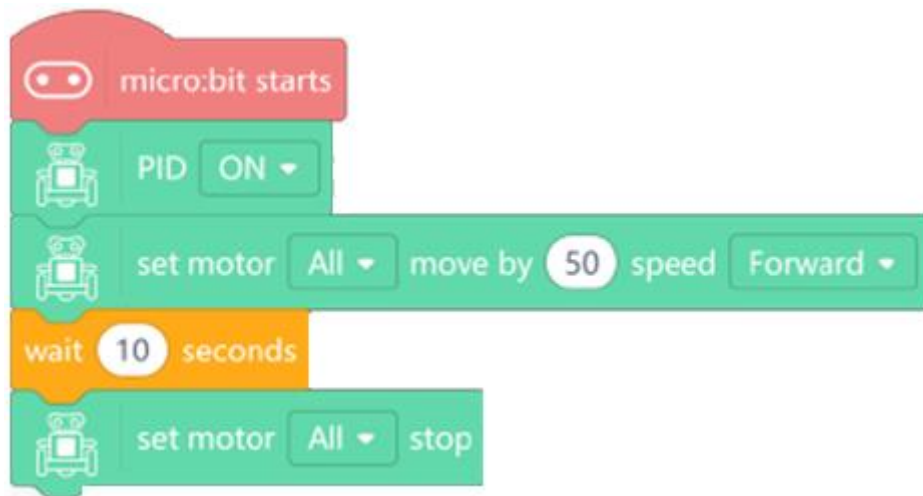 micro:bit starts
PID ON
set motor All move by 50 speed Forward
wait 10 seconds
set motor All stop